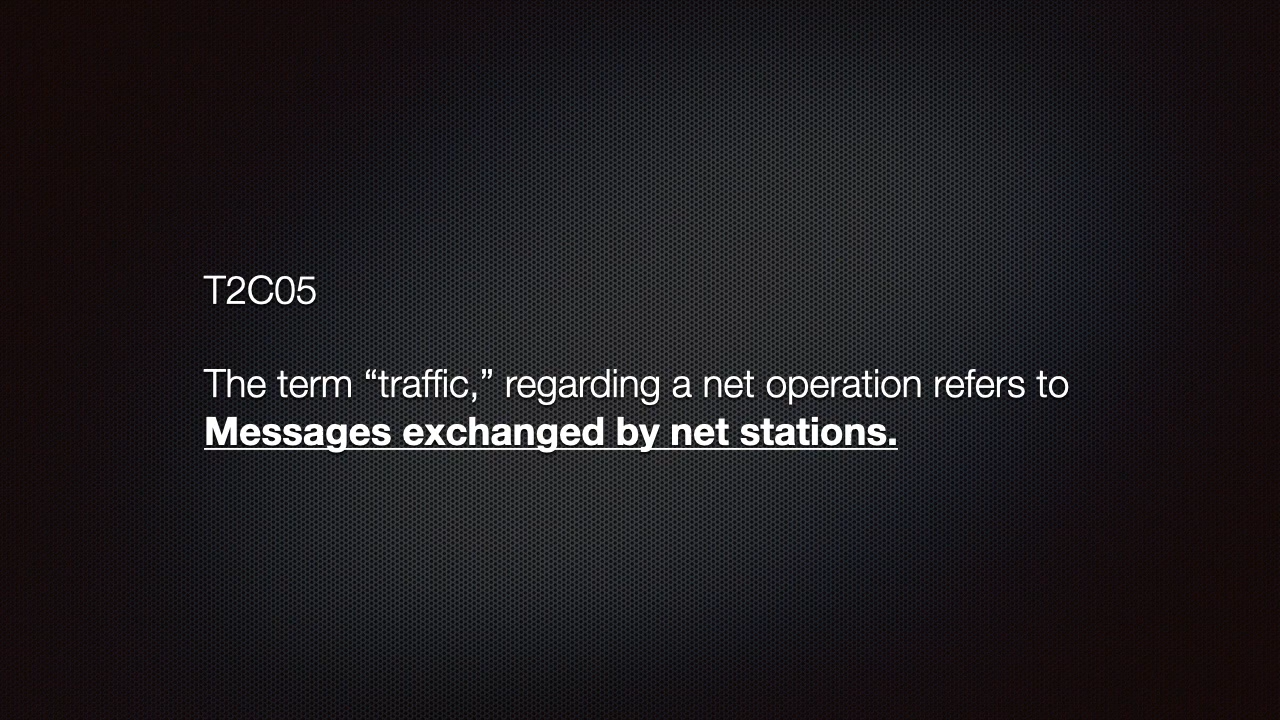 T2C05
The term “traffic,” regarding a net operation refers to
Messages exchanged by net stations.